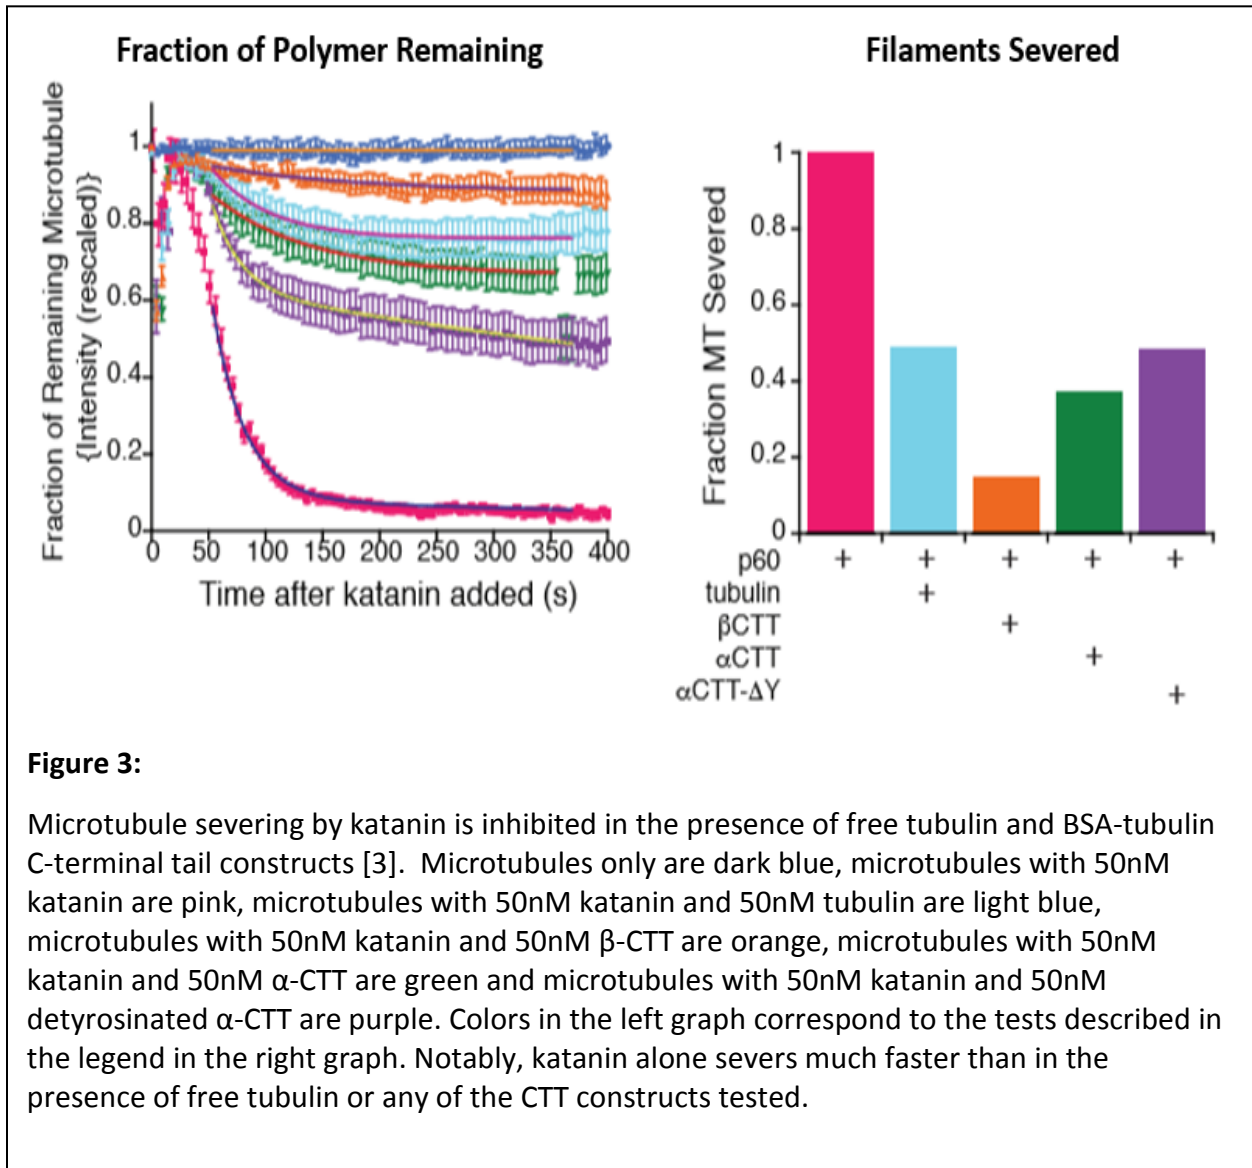 Fraction of Polymer Remaining
Filaments Severed
Fraction of Remaining Microtubule
{Intensity (rescaled)}
1
0.8
0.6
0.4
0.2
0
0 50 100 150 200 250 300 350 400
Time after katanin added (s)
Fraction MT Severed
1
0.8
0.6
0.4
0.2
0
p60 + + + + +
tubulin +
βCTT +
αCTT +
αCTT-ΔY +
Figure 3:
Microtubule severing by katanin is inhibited in the presence of free tubulin and BSA-tubulin
C-terminal tail constructs [3].  Microtubules only are dark blue, microtubules with 50nM
katanin are pink, microtubules with 50nM katanin and 50nM tubulin are light blue,
microtubules with 50nM katanin and 50nM β-CTT are orange, microtubules with 50nM
katanin and 50nM α-CTT are green and microtubules with 50nM katanin and 50nM
detyrosinated α-CTT are purple. Colors in the left graph correspond to the tests described in
the legend in the right graph. Notably, katanin alone severs much faster than in the
presence of free tubulin or any of the CTT constructs tested.